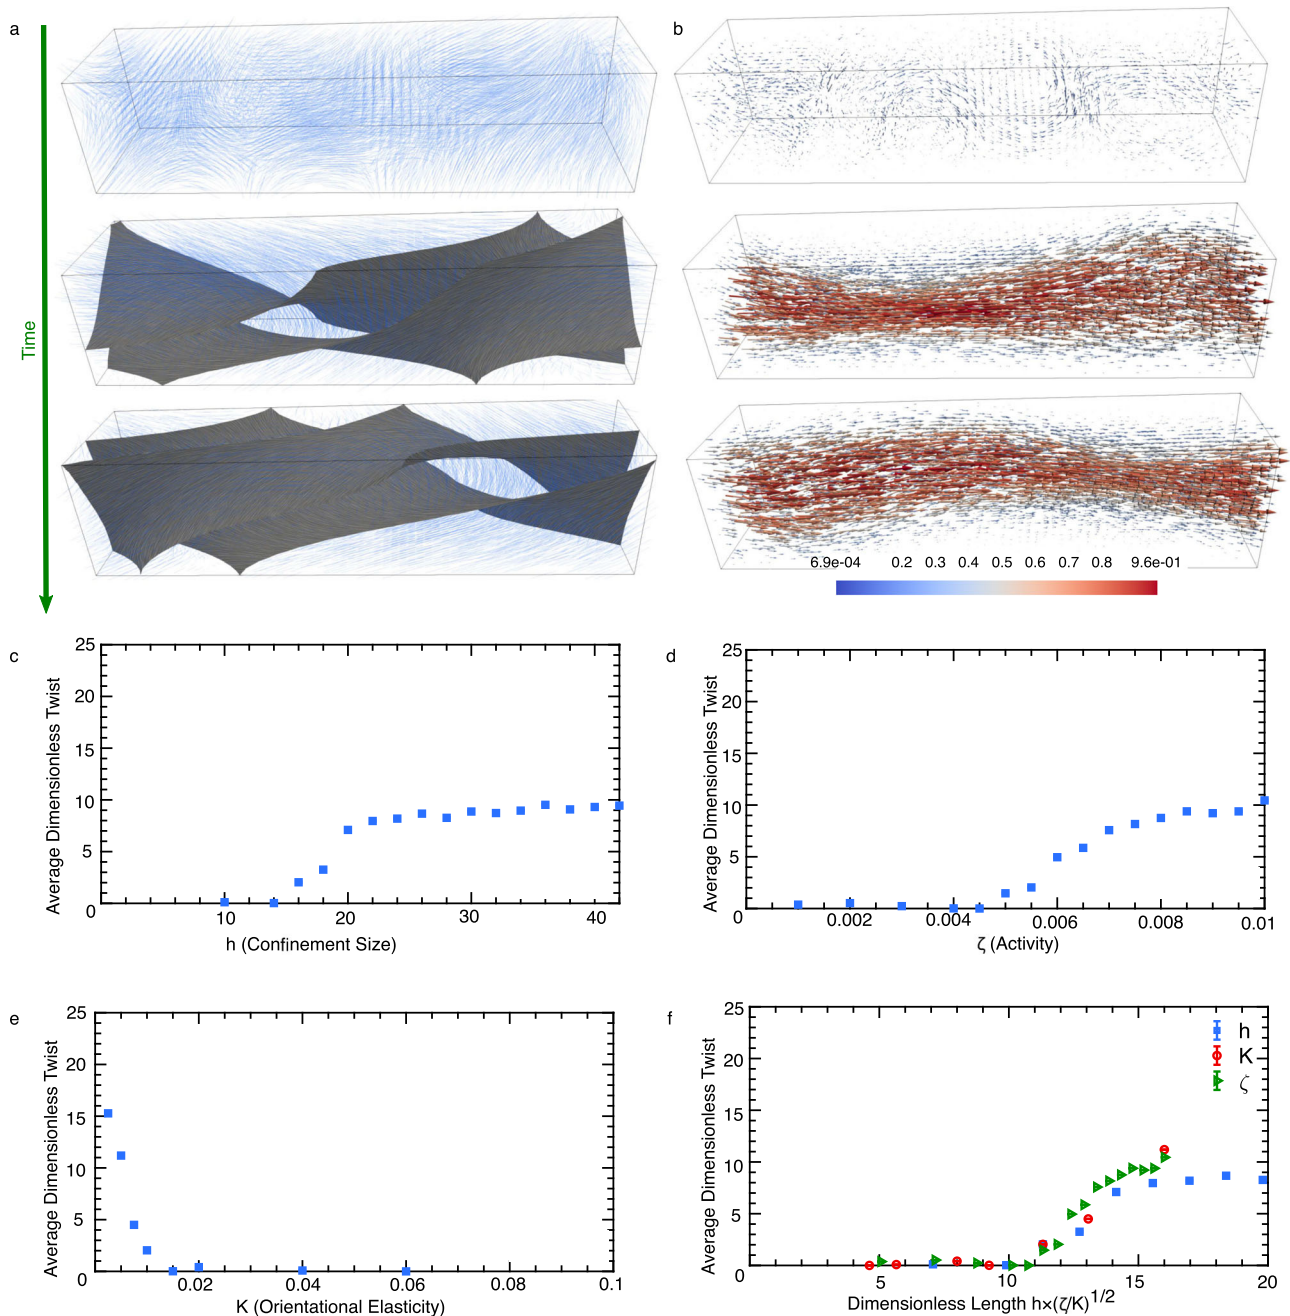 a
b
Time
6.9e-04 0.2 0.3 0.4 0.5 0.6 0.7 0.8 9.6e-01
c
Average Dimensionless Twist
25
20
15
10
5
0
10 20 30 40
h (Confinement Size)
d
Average Dimensionless Twist
25
20
15
10
5
0
0.002 0.004 0.006 0.008 0.01
ζ (Activity)
e
Average Dimensionless Twist
25
20
15
10
5
0
0.02 0.04 0.06 0.08 0.1
K (Orientational Elasticity)
f
Average Dimensionless Twist
25
20
15
10
5
0
5 10 15 20
h
K
ζ
Dimensionless Length h×(ζ/K)^1/2